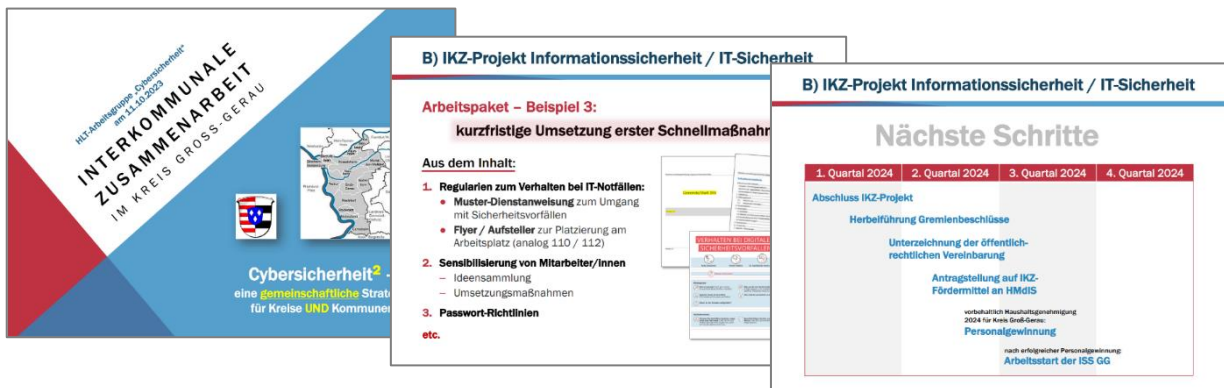 HLT-Arbeitsgruppe „Cybersicherheit“
am 11.10.2023
INTERKOMMUNALE
ZUSAMMENARBEIT
IM KREIS GROSS-GERAU
Cybersicherheit² -
eine gemeinschaftliche Strate
für Kreise UND Kommunen
B) IKZ-Projekt Informationssicherheit / IT-Sicherheit
Arbeitspaket – Beispiel 3:
kurzfristige Umsetzung erster Schnellmaßnahm
Aus dem Inhalt:
1. Regularien zum Verhalten bei IT-Notfällen:
• Muster-Dienstanweisung zum Umgang
mit Sicherheitsvorfällen
• Flyer / Aufsteller zur Platzierung am
Arbeitsplatz (analog 110 / 112)
2. Sensibilisierung von Mitarbeiter/innen
– Ideensammlung
– Umsetzungsmaßnahmen
3. Passwort-Richtlinien
etc.
VERHALTEN BEI DIGITALE
SICHERHEITSVORFÄLLEN
B) IKZ-Projekt Informationssicherheit / IT-Sicherheit
Nächste Schritte
1. Quartal 2024 2. Quartal 2024 3. Quartal 2024 4. Quartal 2024
Abschluss IKZ-Projekt
Herbeiführung Gremienbeschlüsse
Unterzeichnung der öffentlich-
rechtlichen Vereinbarung
Antragstellung auf IKZ-
Fördermittel an HMdIS
vorbehaltlich Haushaltsgenehmigung
2024 für Kreis Groß-Gerau:
Personalgewinnung
nach erfolgreicher Personalgewinnung:
Arbeitsstart der ISS GG